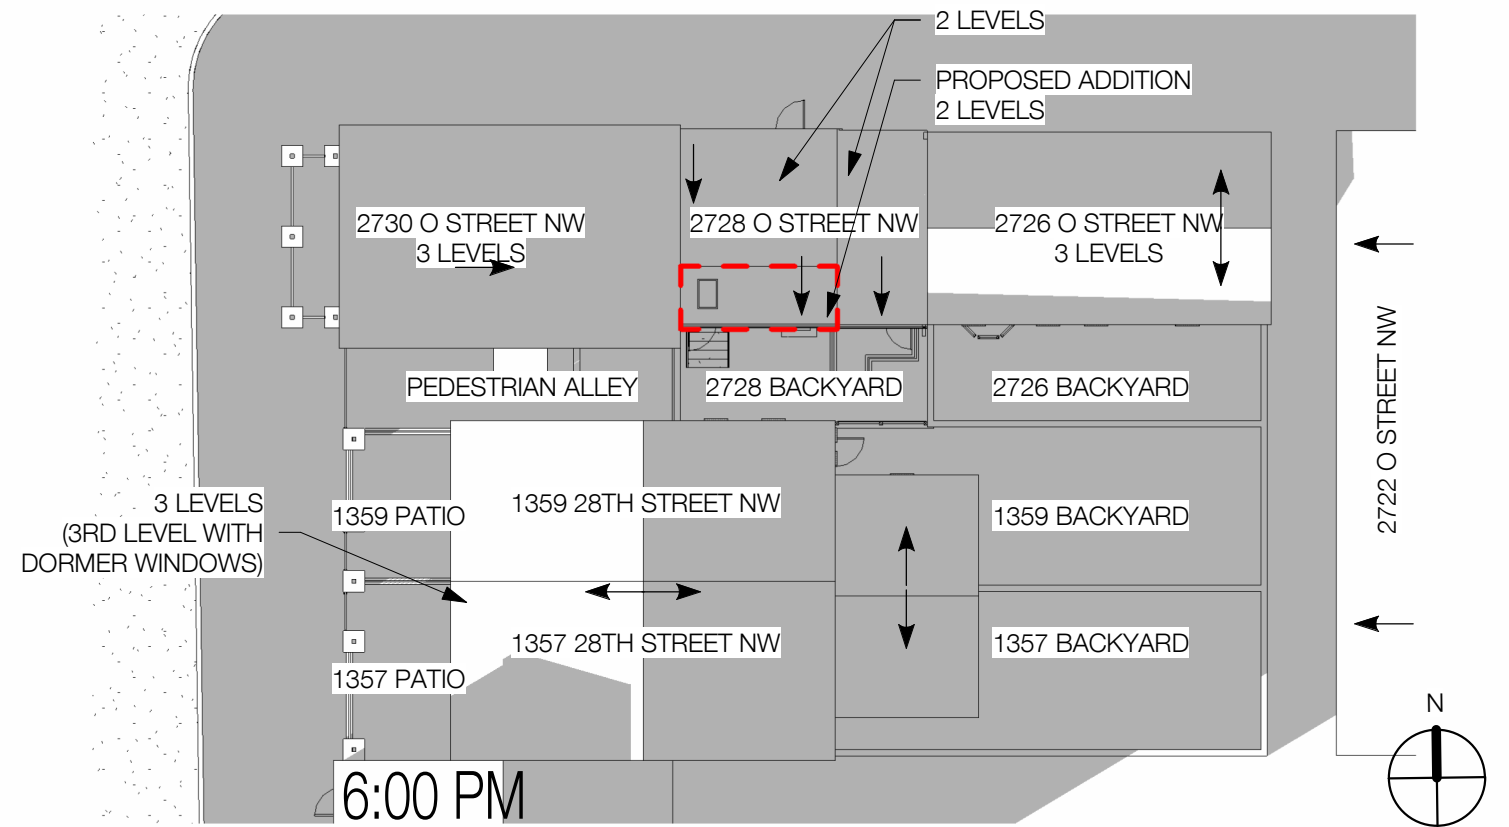 2 LEVELS
PROPOSED ADDITION
2 LEVELS
2730 O STREET NW
3 LEVELS
2728 O STREET NW
2726 O STREET NW
3 LEVELS
PEDESTRIAN ALLEY
2728 BACKYARD
2726 BACKYARD
2722 O STREET NW
3 LEVELS
(3RD LEVEL WITH
DORMER WINDOWS)
1359 PATIO
1359 28TH STREET NW
1359 BACKYARD
1357 PATIO
1357 28TH STREET NW
1357 BACKYARD
N
6:00 PM